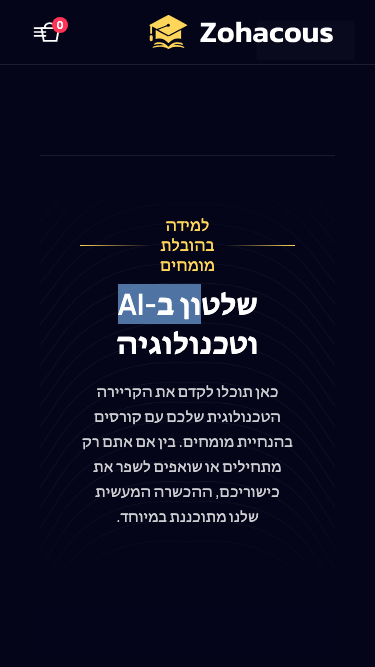 0
Zohacous
למידה
בהובלת
מומחים
שלטון ב-AI
וטכנולוגיה
כאן תוכלו לקדם את הקריירה
הטכנולוגית שלכם עם קורסים
בהנחיית מומחים. בין אם אתם רק
מתחילים או שואפים לשפר את
כישוריכם, ההכשרה המעשית
שלנו מתוכננת במיוחד.